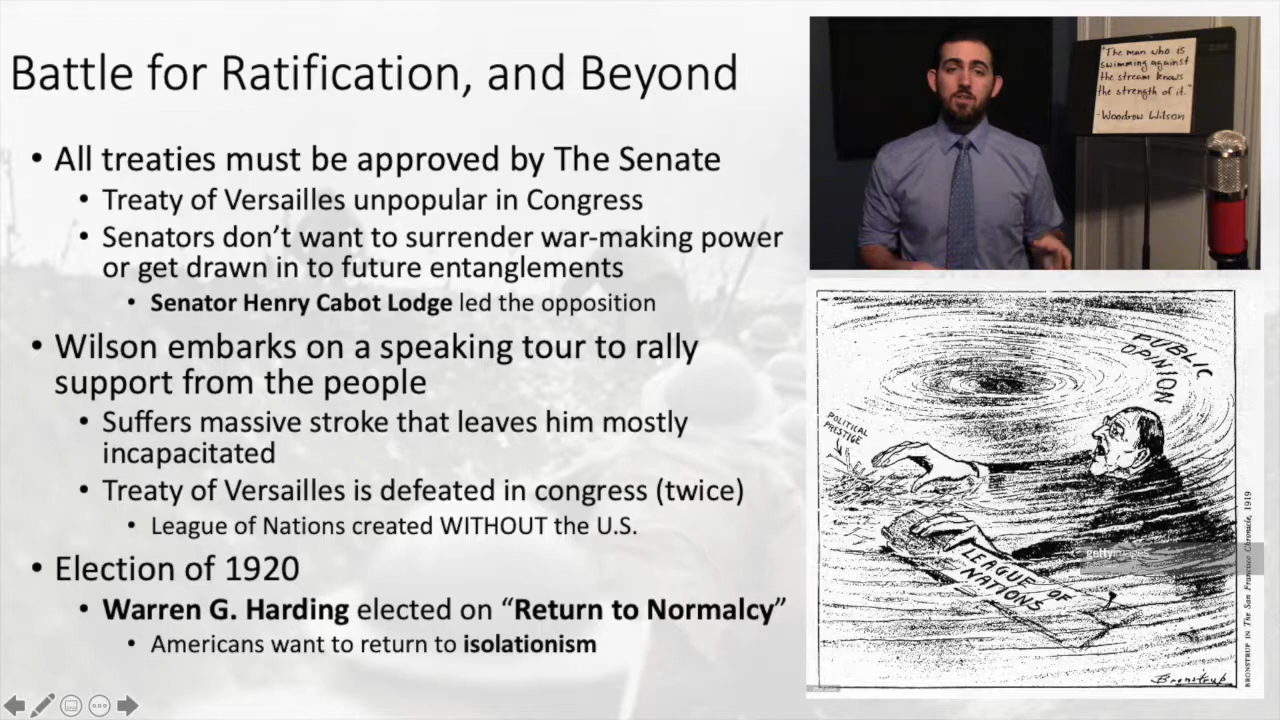 Battle for Ratification, and Beyond
• All treaties must be approved by The Senate
• Treaty of Versailles unpopular in Congress
• Senators don’t want to surrender war-making power
or get drawn in to future entanglements
• Senator Henry Cabot Lodge led the opposition
• Wilson embarks on a speaking tour to rally
support from the people
• Suffers massive stroke that leaves him mostly
incapacitated
• Treaty of Versailles is defeated in congress (twice)
• League of Nations created WITHOUT the U.S.
• Election of 1920
• Warren G. Harding elected on “Return to Normalcy”
• Americans want to return to isolationism
"The man who is
swimming against
the stream knows
the strength of it."
-Woodrow Wilson
PUBLIC
OPINION
POLITICAL
PRESTIGE
LEAGUE OF
NATIONS
gettyimages
Bronstrup
BRONSTRUP IN The San Francisco Chronicle, 1919